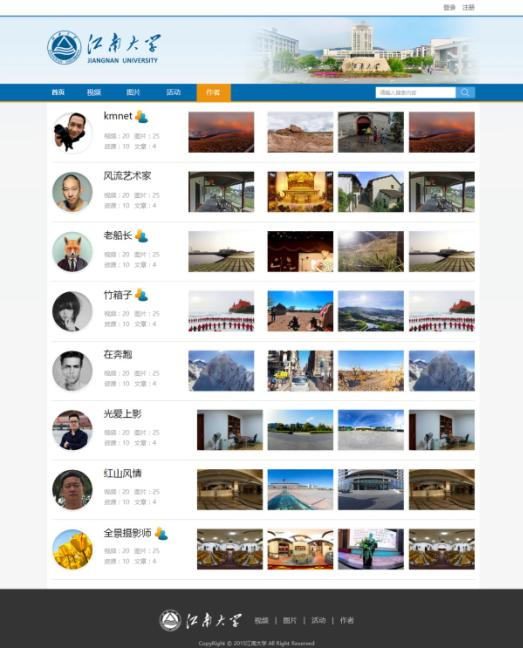 登录 注册
江南大学
JIANGNAN UNIVERSITY
首页 视频 图片 活动 作者
请输入搜索内容
kmnet
视频：20 图片：25
资源：10 文章：4
风流艺术家
视频：20 图片：25
资源：10 文章：4
老船长
视频：20 图片：25
资源：10 文章：4
竹箱子
视频：20 图片：25
资源：10 文章：4
在奔跑
视频：20 图片：25
资源：10 文章：4
光爱上影
视频：20 图片：25
资源：10 文章：4
红山风情
视频：20 图片：25
资源：10 文章：4
全景摄影师
视频：20 图片：25
资源：10 文章：4
江南大学 视频 | 图片 | 活动 | 作者
CopyRight © 2015江南大学 All Right Reserved